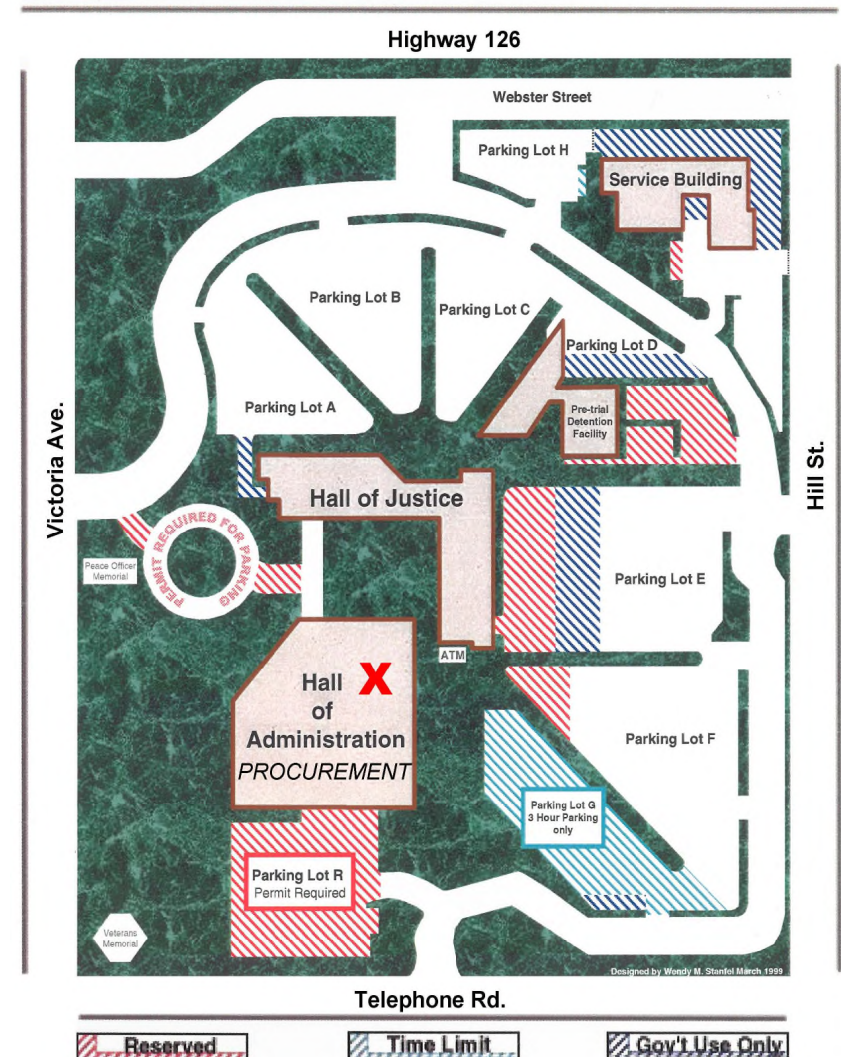 Highway 126
Webster Street
Parking Lot H
Service Building
Parking Lot B
Parking Lot C
Parking Lot D
Parking Lot A
Pre-trial
Detention
Facility
Victoria Ave.
Hill St.
Hall of Justice
PERMIT REQUIRED FOR PARKING
Peace Officer
Memorial
Parking Lot E
ATM
Hall X
of
Administration
PROCUREMENT
Parking Lot F
Parking Lot G
3 Hour Parking
only
Parking Lot R
Permit Required
Veterans
Memorial
Designed by Wendy M. Stanfel March 1999
Telephone Rd.
Reserved
Time Limit
Gov't Use Only